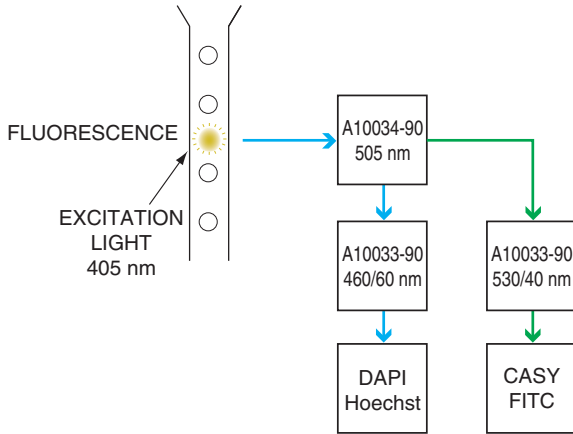 FLUORESCENCE
EXCITATION
LIGHT
405 nm
A10034-90
505 nm
A10033-90
460/60 nm
A10033-90
530/40 nm
DAPI
Hoechst
CASY
FITC